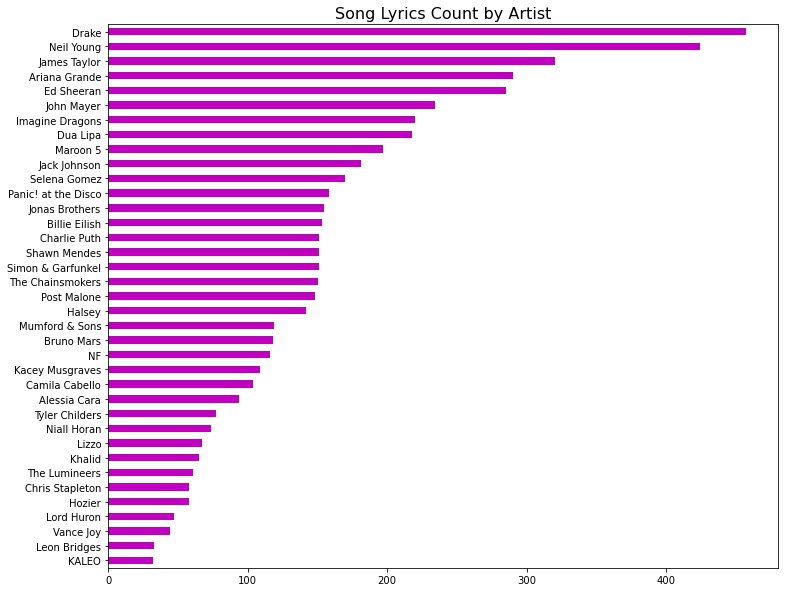 Song Lyrics Count by Artist
Drake
Neil Young
James Taylor
Ariana Grande
Ed Sheeran
John Mayer
Imagine Dragons
Dua Lipa
Maroon 5
Jack Johnson
Selena Gomez
Panic! at the Disco
Jonas Brothers
Billie Eilish
Charlie Puth
Shawn Mendes
Simon & Garfunkel
The Chainsmokers
Post Malone
Halsey
Mumford & Sons
Bruno Mars
NF
Kacey Musgraves
Camila Cabello
Alessia Cara
Tyler Childers
Niall Horan
Lizzo
Khalid
The Lumineers
Chris Stapleton
Hozier
Lord Huron
Vance Joy
Leon Bridges
KALEO
0 100 200 300 400